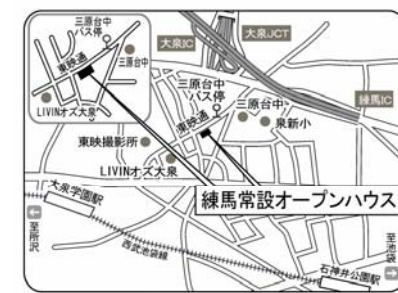 三原台中
バス停
東映通
三原台中
LIVINオズ大泉
大泉IC
大泉JCT
練馬IC
三原台中
バス停
三原台中
東映通
泉新小
東映撮影所
LIVINオズ大泉
練馬常設オープンハウス
大泉学園駅
至所沢
西武池袋線
至池袋
石神井公園駅